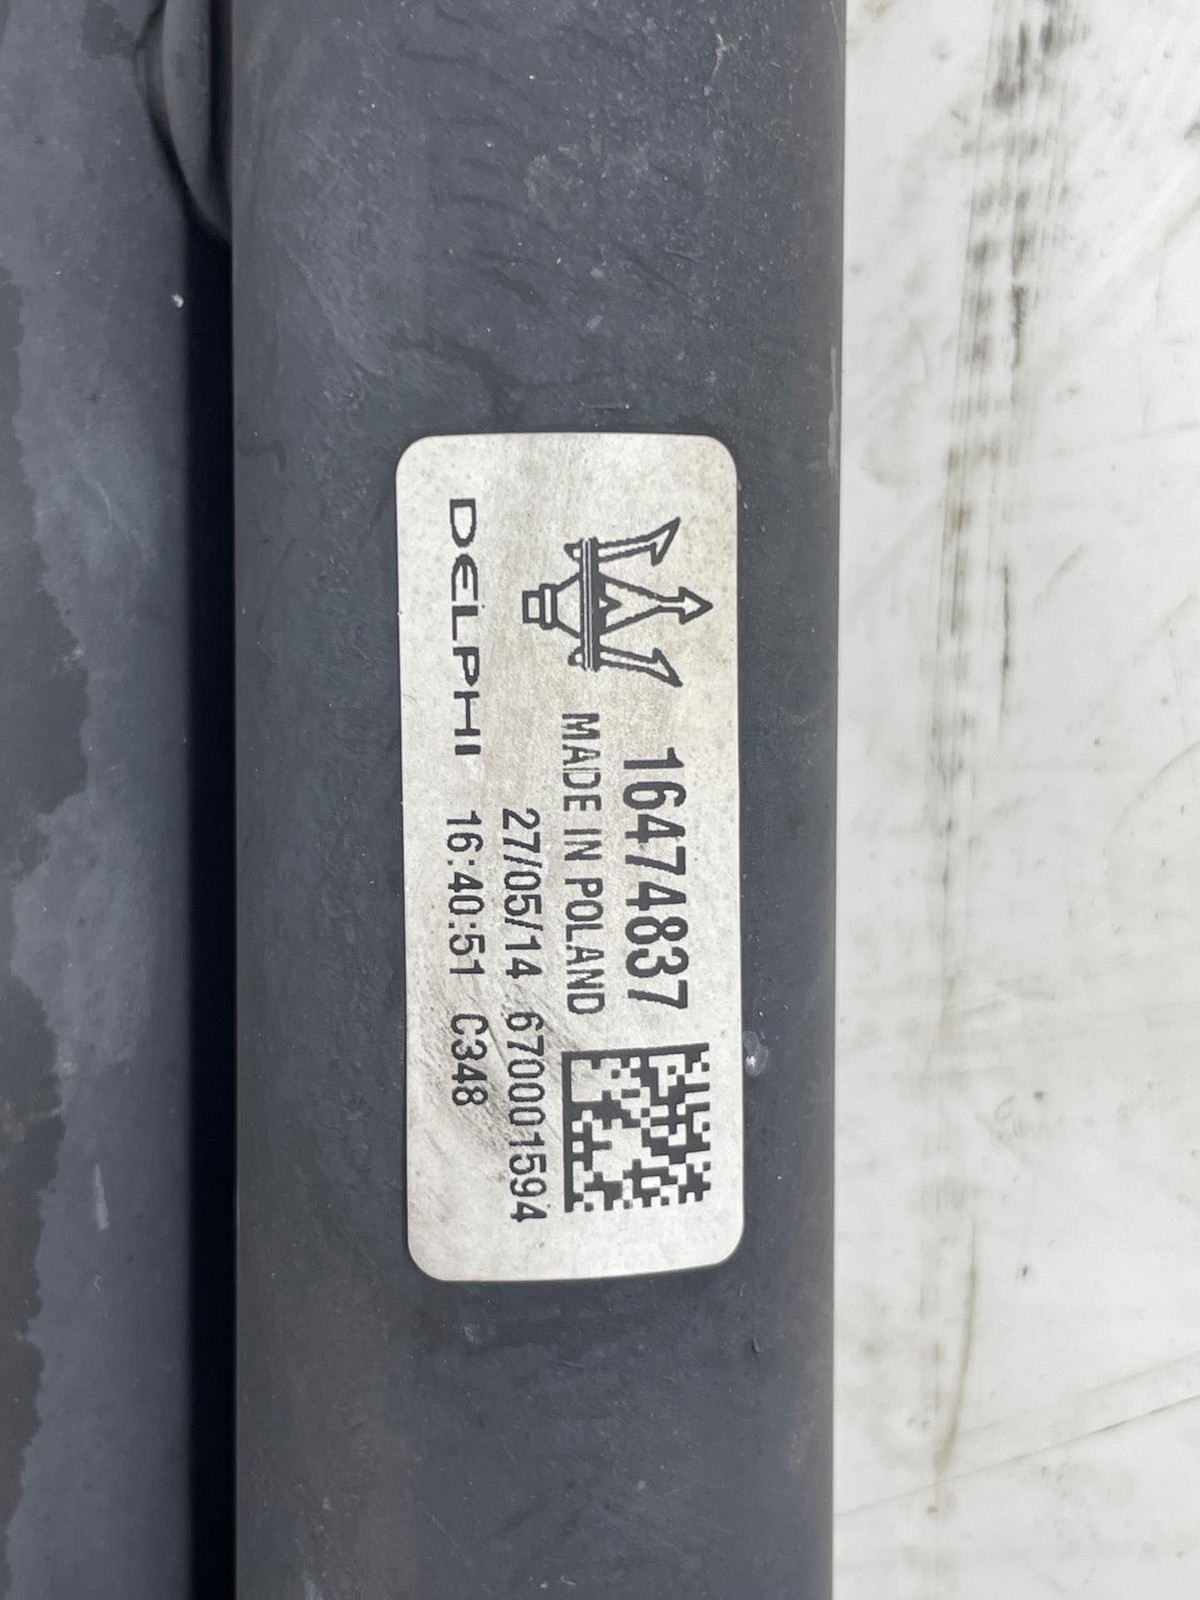 16474837
MADE IN POLAND
27/05/14 670001594
DELPHI 16:40:51 C348